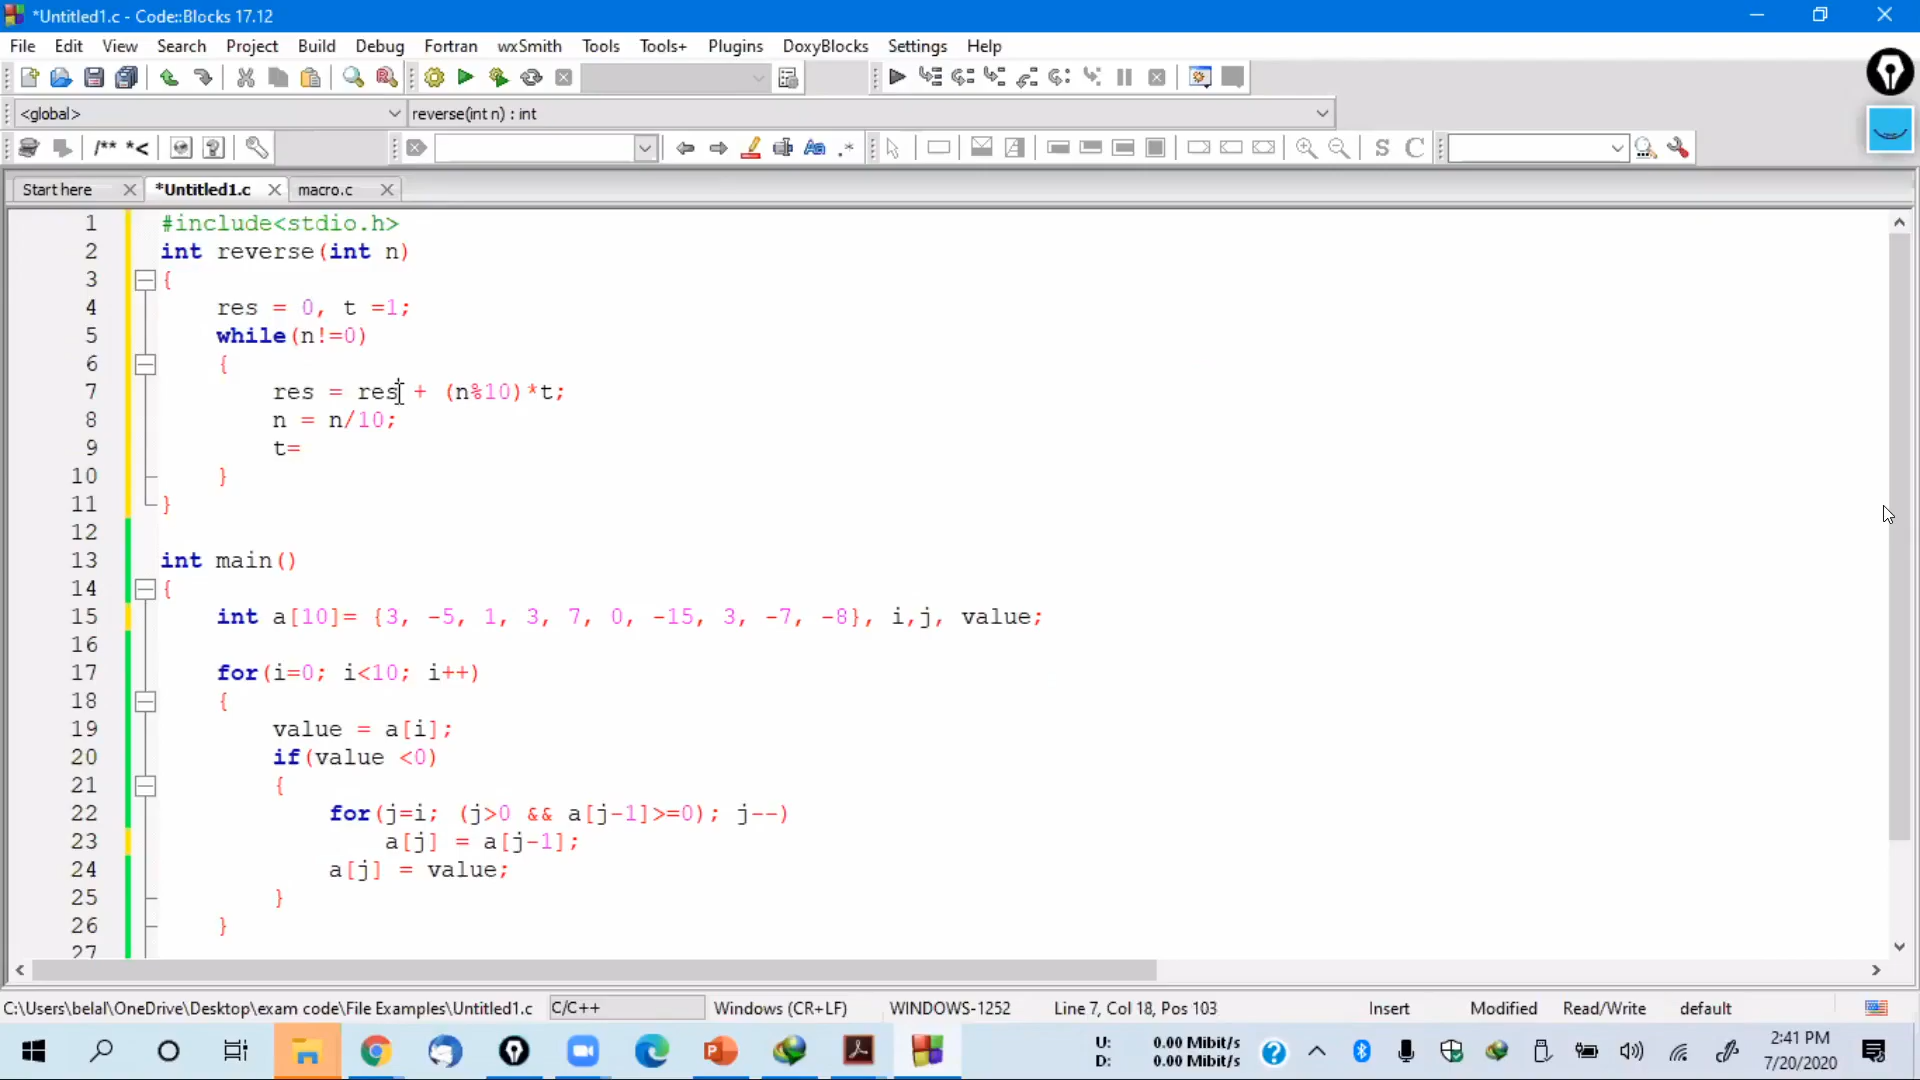 *Untitled1.c - Code::Blocks 17.12
File Edit View Search Project Build Debug Fortran wxSmith Tools Tools+ Plugins DoxyBlocks Settings Help
<global> reverse(int n) : int
/** *< .* S C
Start here *Untitled1.c macro.c
1 #include<stdio.h>
2 int reverse(int n)
3 {
4 res = 0, t =1;
5 while(n!=0)
6 {
7 res = res + (n%10)*t;
8 n = n/10;
9 t=
10 }
11 }
12
13 int main()
14 {
15 int a[10]= {3, -5, 1, 3, 7, 0, -15, 3, -7, -8}, i,j, value;
16
17 for(i=0; i<10; i++)
18 {
19 value = a[i];
20 if(value <0)
21 {
22 for(j=i; (j>0 && a[j-1]>=0); j--)
23 a[j] = a[j-1];
24 a[j] = value;
25 }
26 }
27
C:\Users\belal\OneDrive\Desktop\exam code\File Examples\Untitled1.c C/C++ Windows (CR+LF) WINDOWS-1252 Line 7, Col 18, Pos 103 Insert Modified Read/Write default
U: 0.00 Mibit/s
D: 0.00 Mibit/s
2:41 PM
7/20/2020